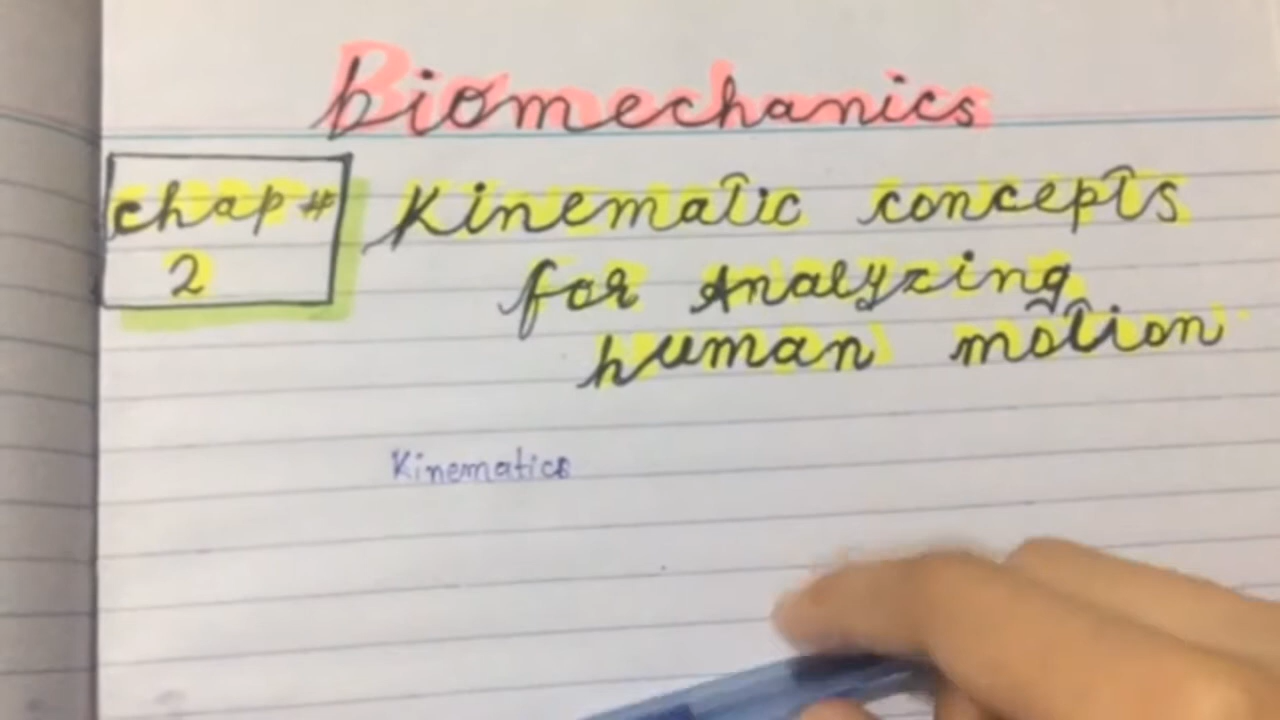 Biomechanics
chap #
2
Kinematic concepts
for Analyzing
human motion
Kinematics